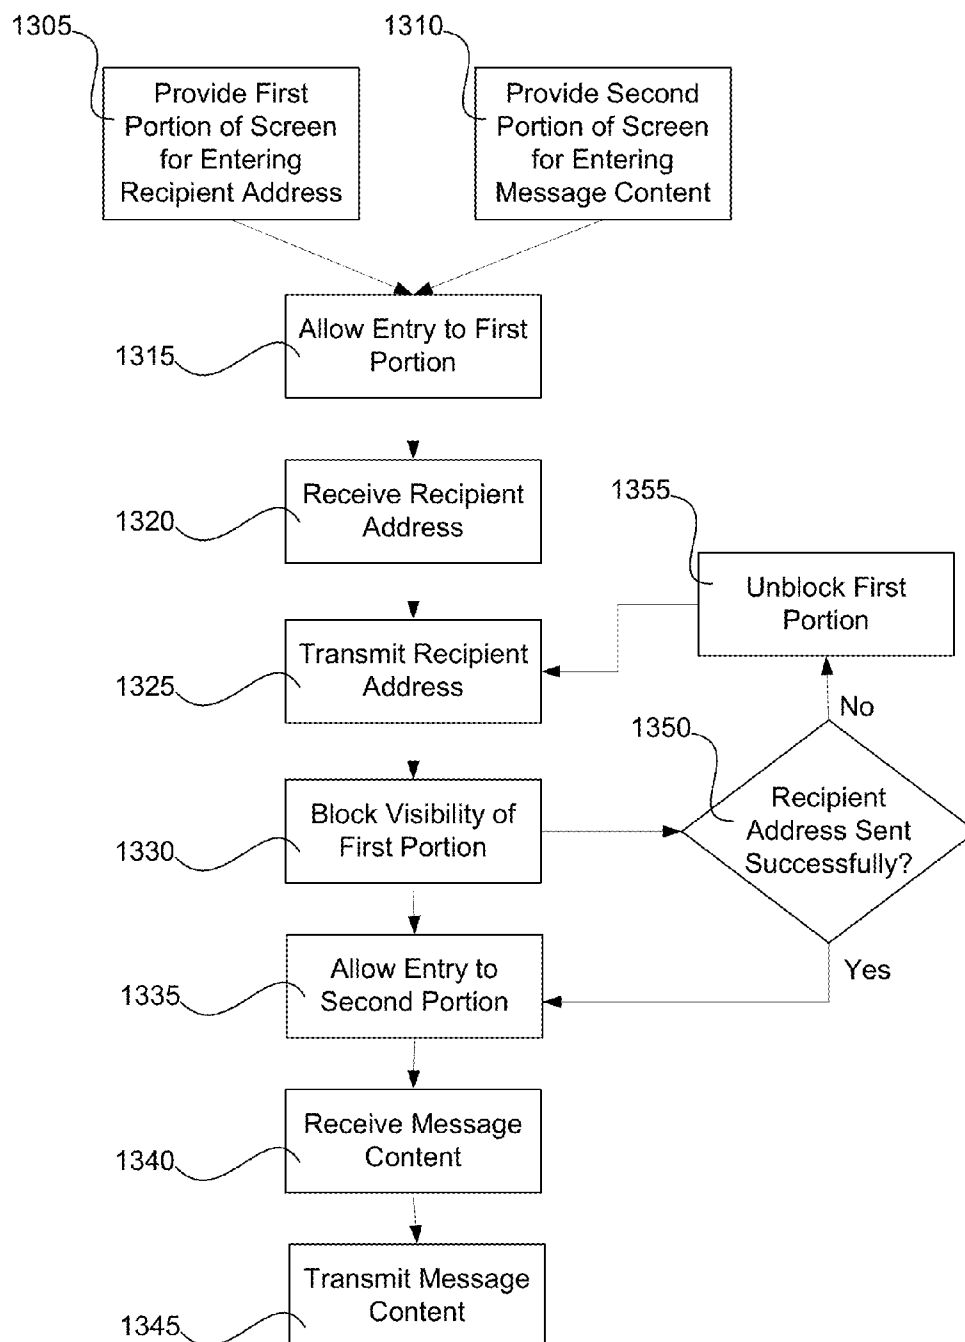 1305
1310
Provide First
Portion of Screen
for Entering
Recipient Address
Provide Second
Portion of Screen
for Entering
Message Content
Allow Entry to First
Portion
1315
Receive Recipient
Address
1320
1355
Unblock First
Portion
Transmit Recipient
Address
1325
No
1350
Recipient
Address Sent
Successfully?
Block Visibility of
First Portion
1330
Yes
Allow Entry to
Second Portion
1335
Receive Message
Content
1340
Transmit Message
Content
1345